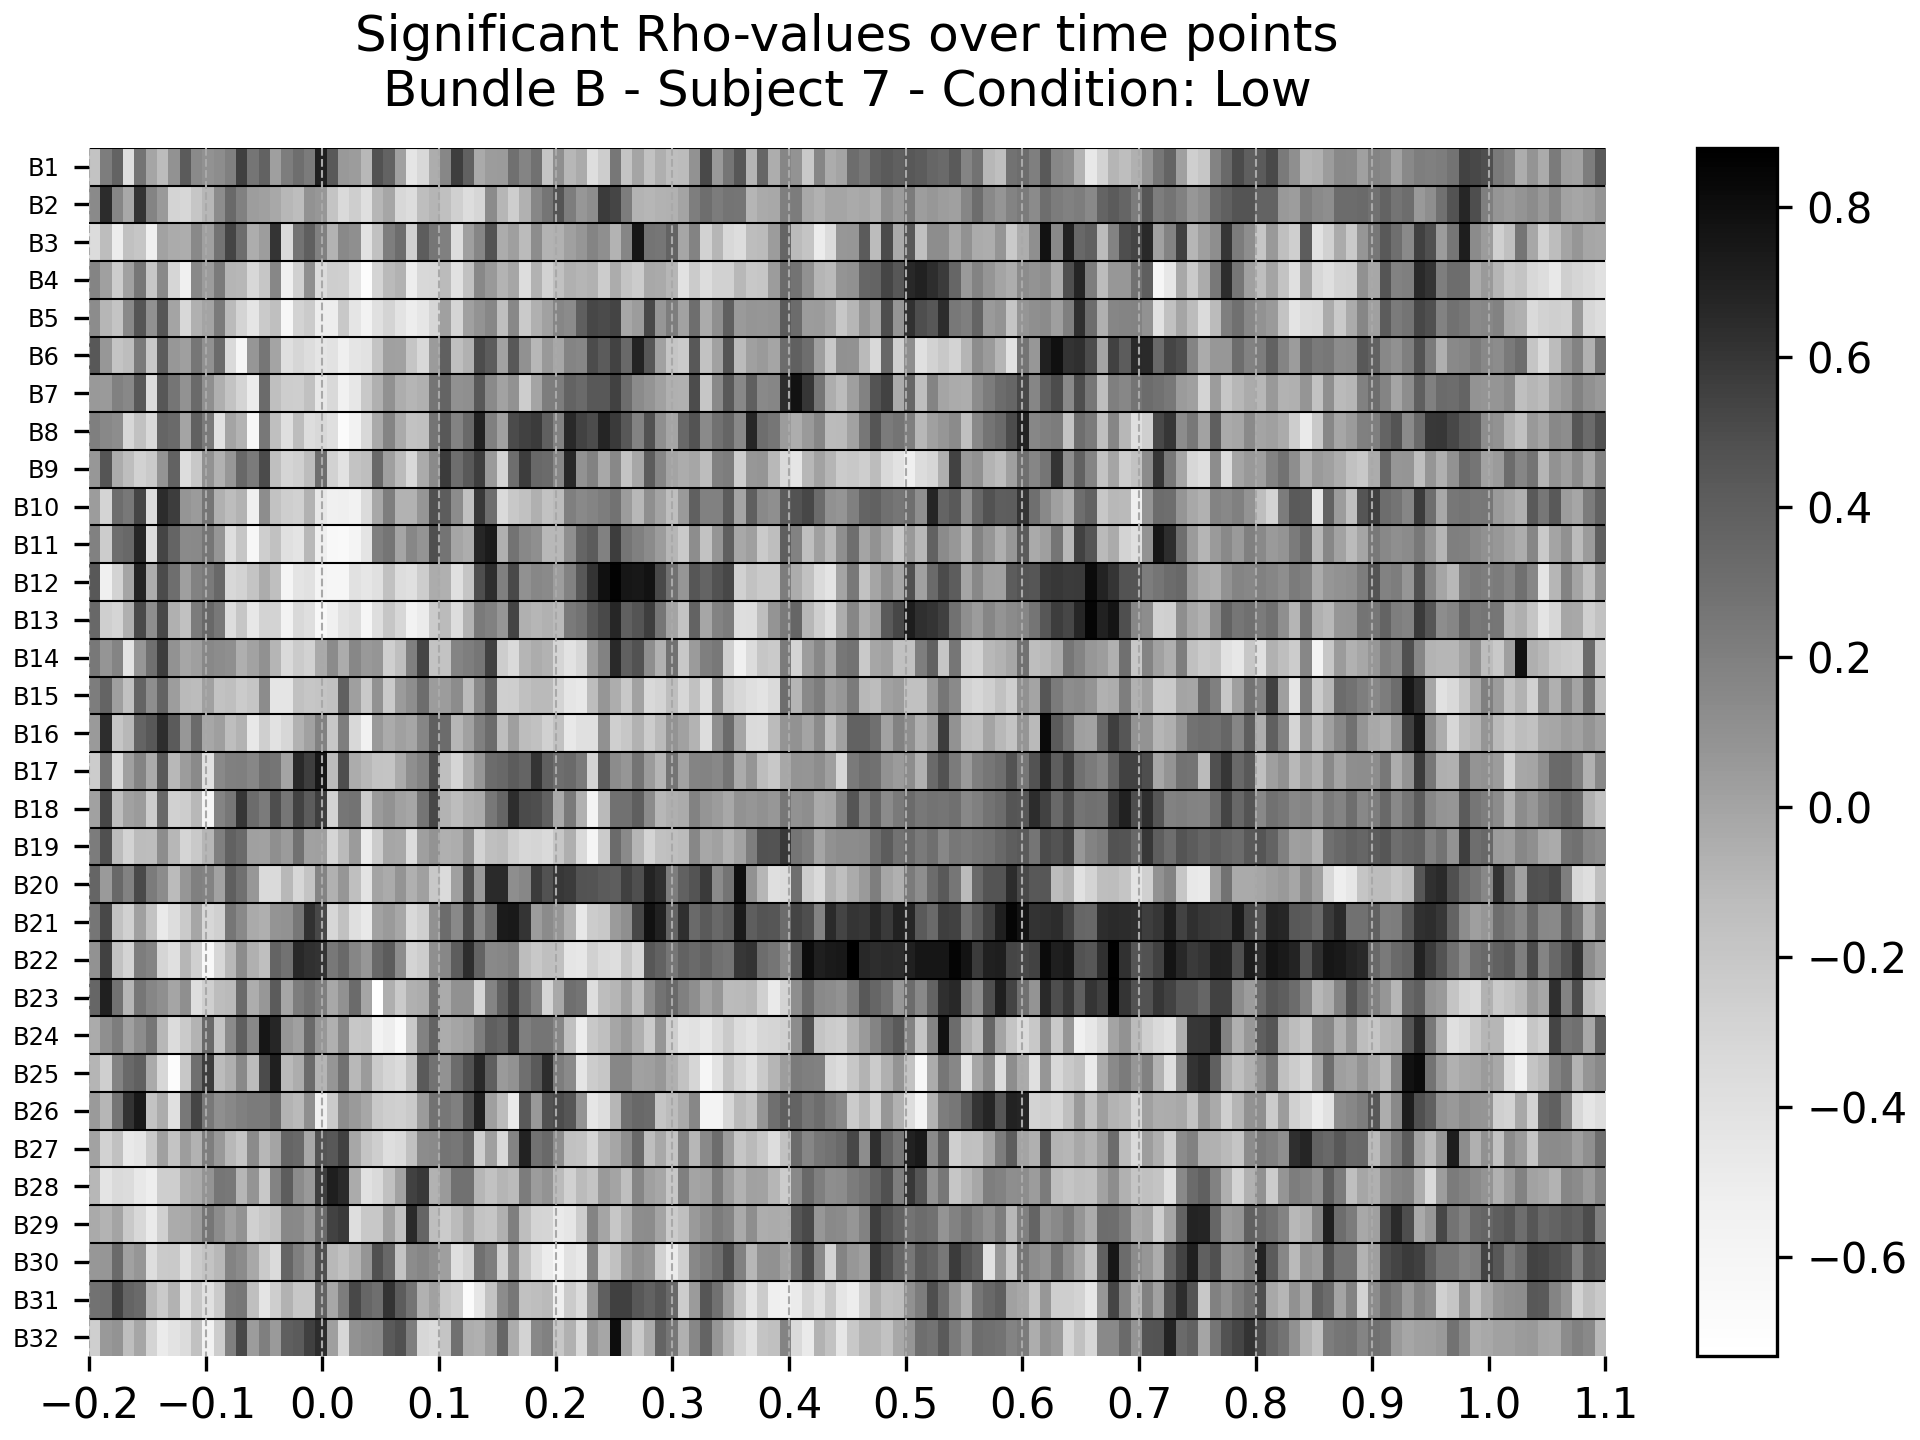 Significant Rho-values over time points
Bundle B - Subject 7 - Condition: Low
B1
B2
B3
B4
B5
B6
B7
B8
B9
B10
B11
B12
B13
B14
B15
B16
B17
B18
B19
B20
B21
B22
B23
B24
B25
B26
B27
B28
B29
B30
B31
B32
−0.2 −0.1 0.0 0.1 0.2 0.3 0.4 0.5 0.6 0.7 0.8 0.9 1.0 1.1
0.8
0.6
0.4
0.2
0.0
−0.2
−0.4
−0.6